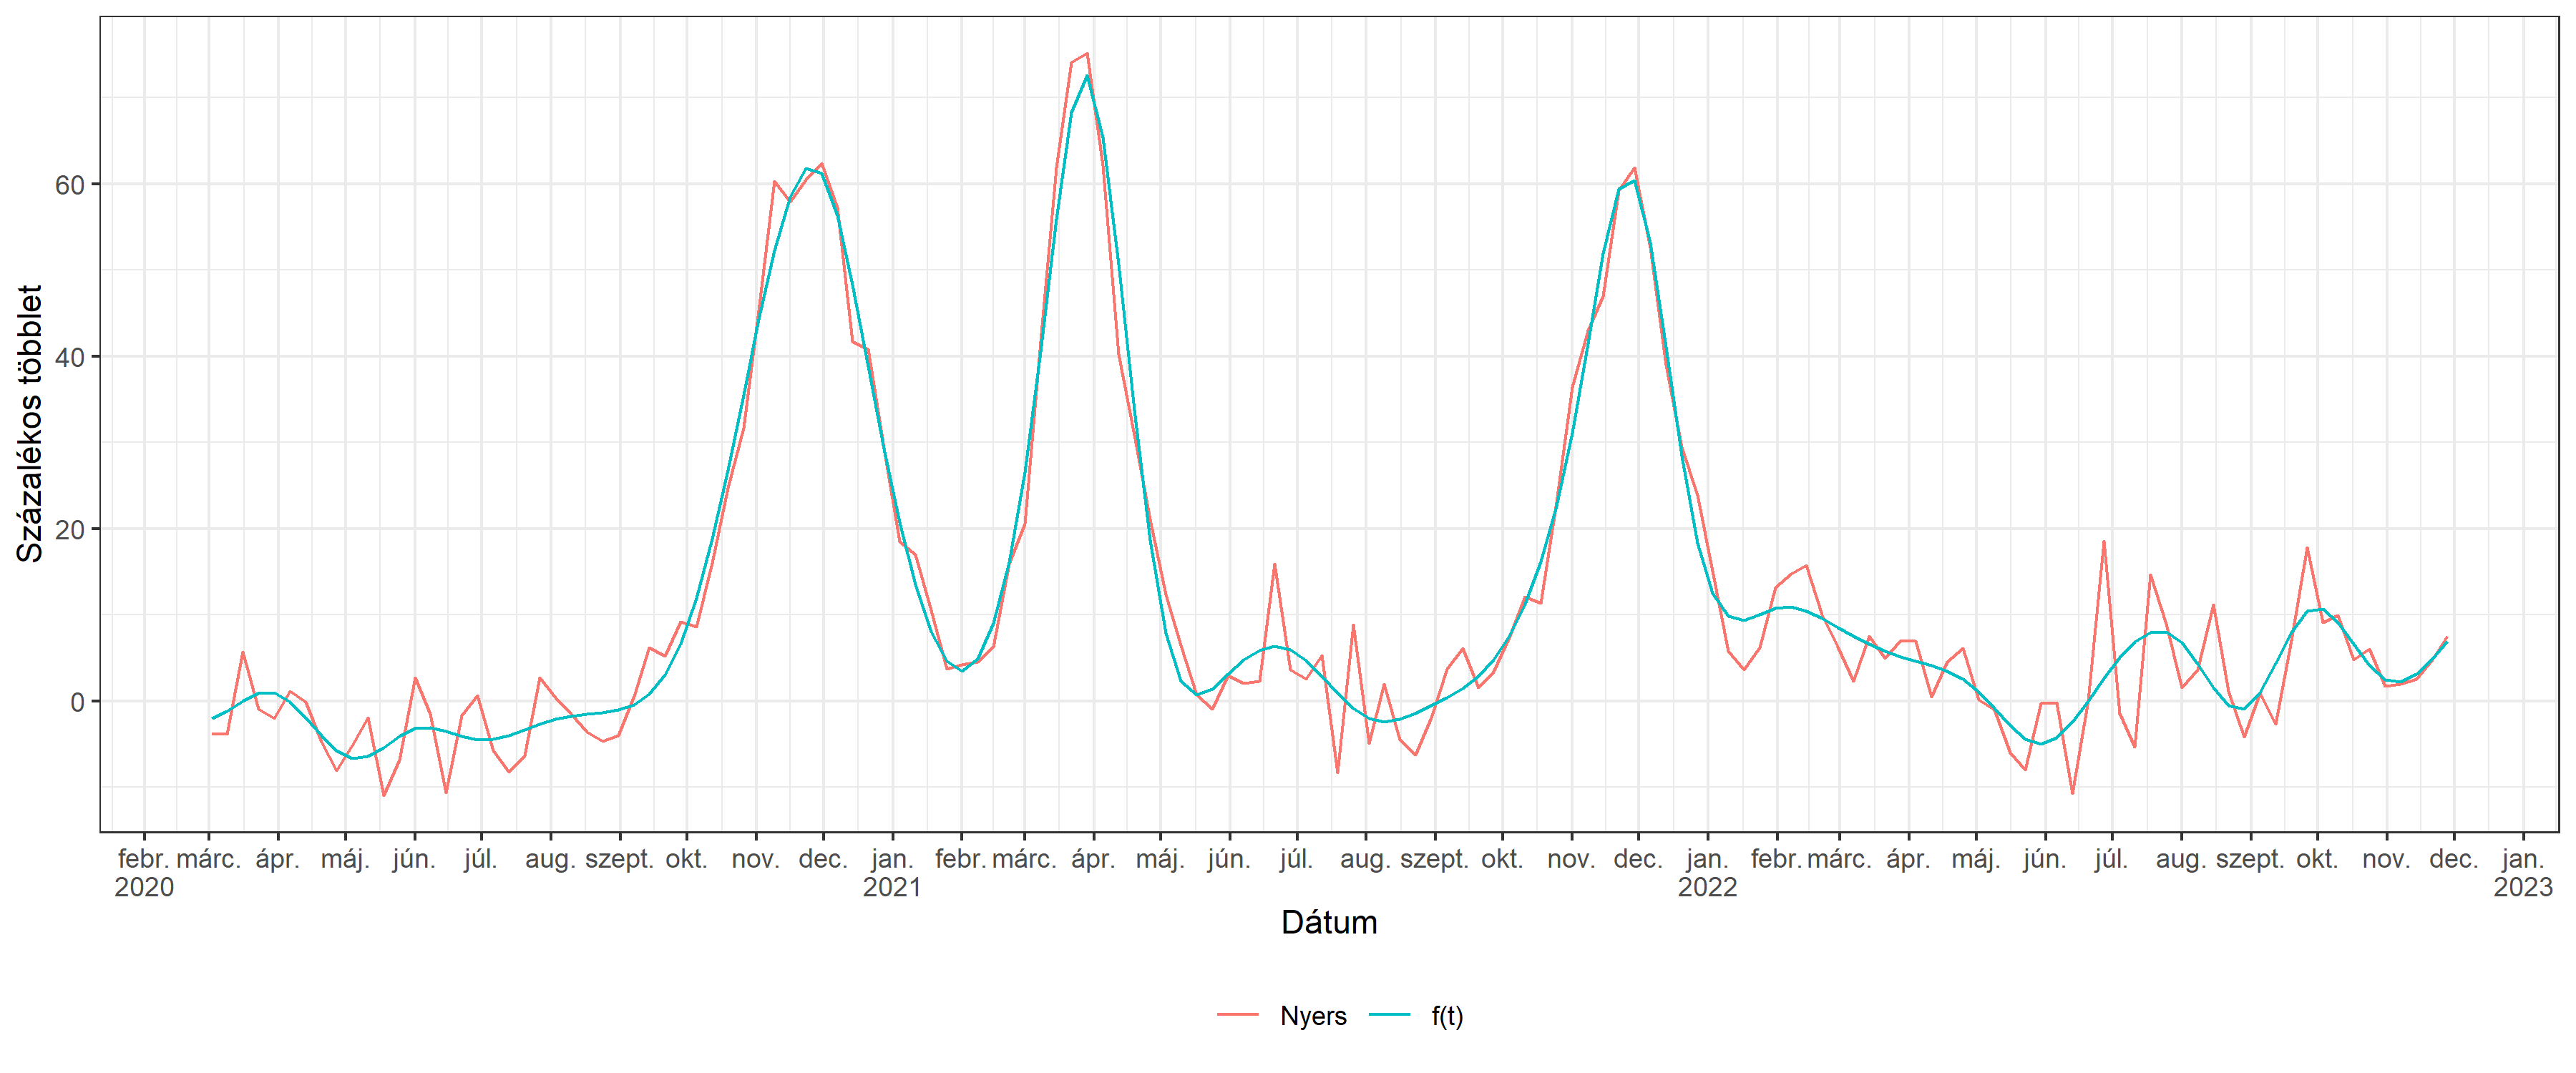 Százalékos többlet
60
40
20
0
febr. márc. ápr. máj. jún. júl. aug. szept. okt. nov. dec. jan. febr. márc. ápr. máj. jún. júl. aug. szept. okt. nov. dec. jan. febr. márc. ápr. máj. jún. júl. aug. szept. okt. nov. dec. jan.
2020 2021 2022 2023
Dátum
Nyers f(t)